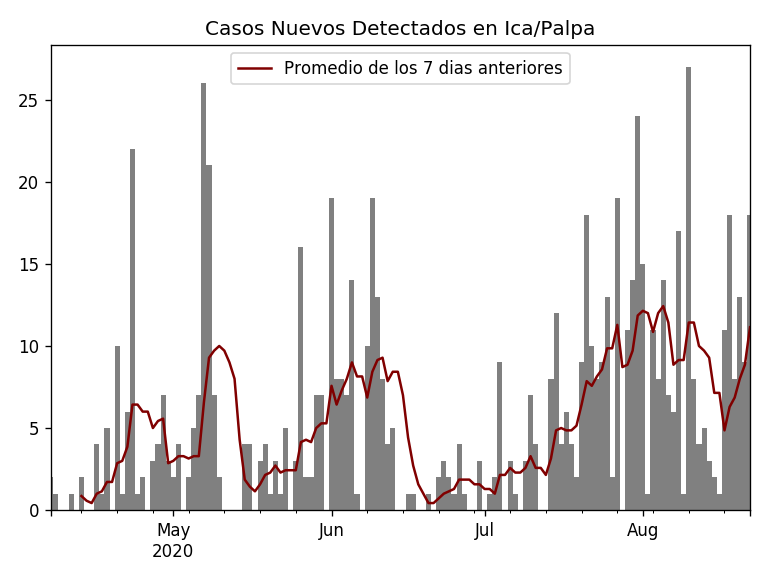 Casos Nuevos Detectados en Ica/Palpa
Promedio de los 7 dias anteriores
25
20
15
10
5
0
May
2020
Jun
Jul
Aug